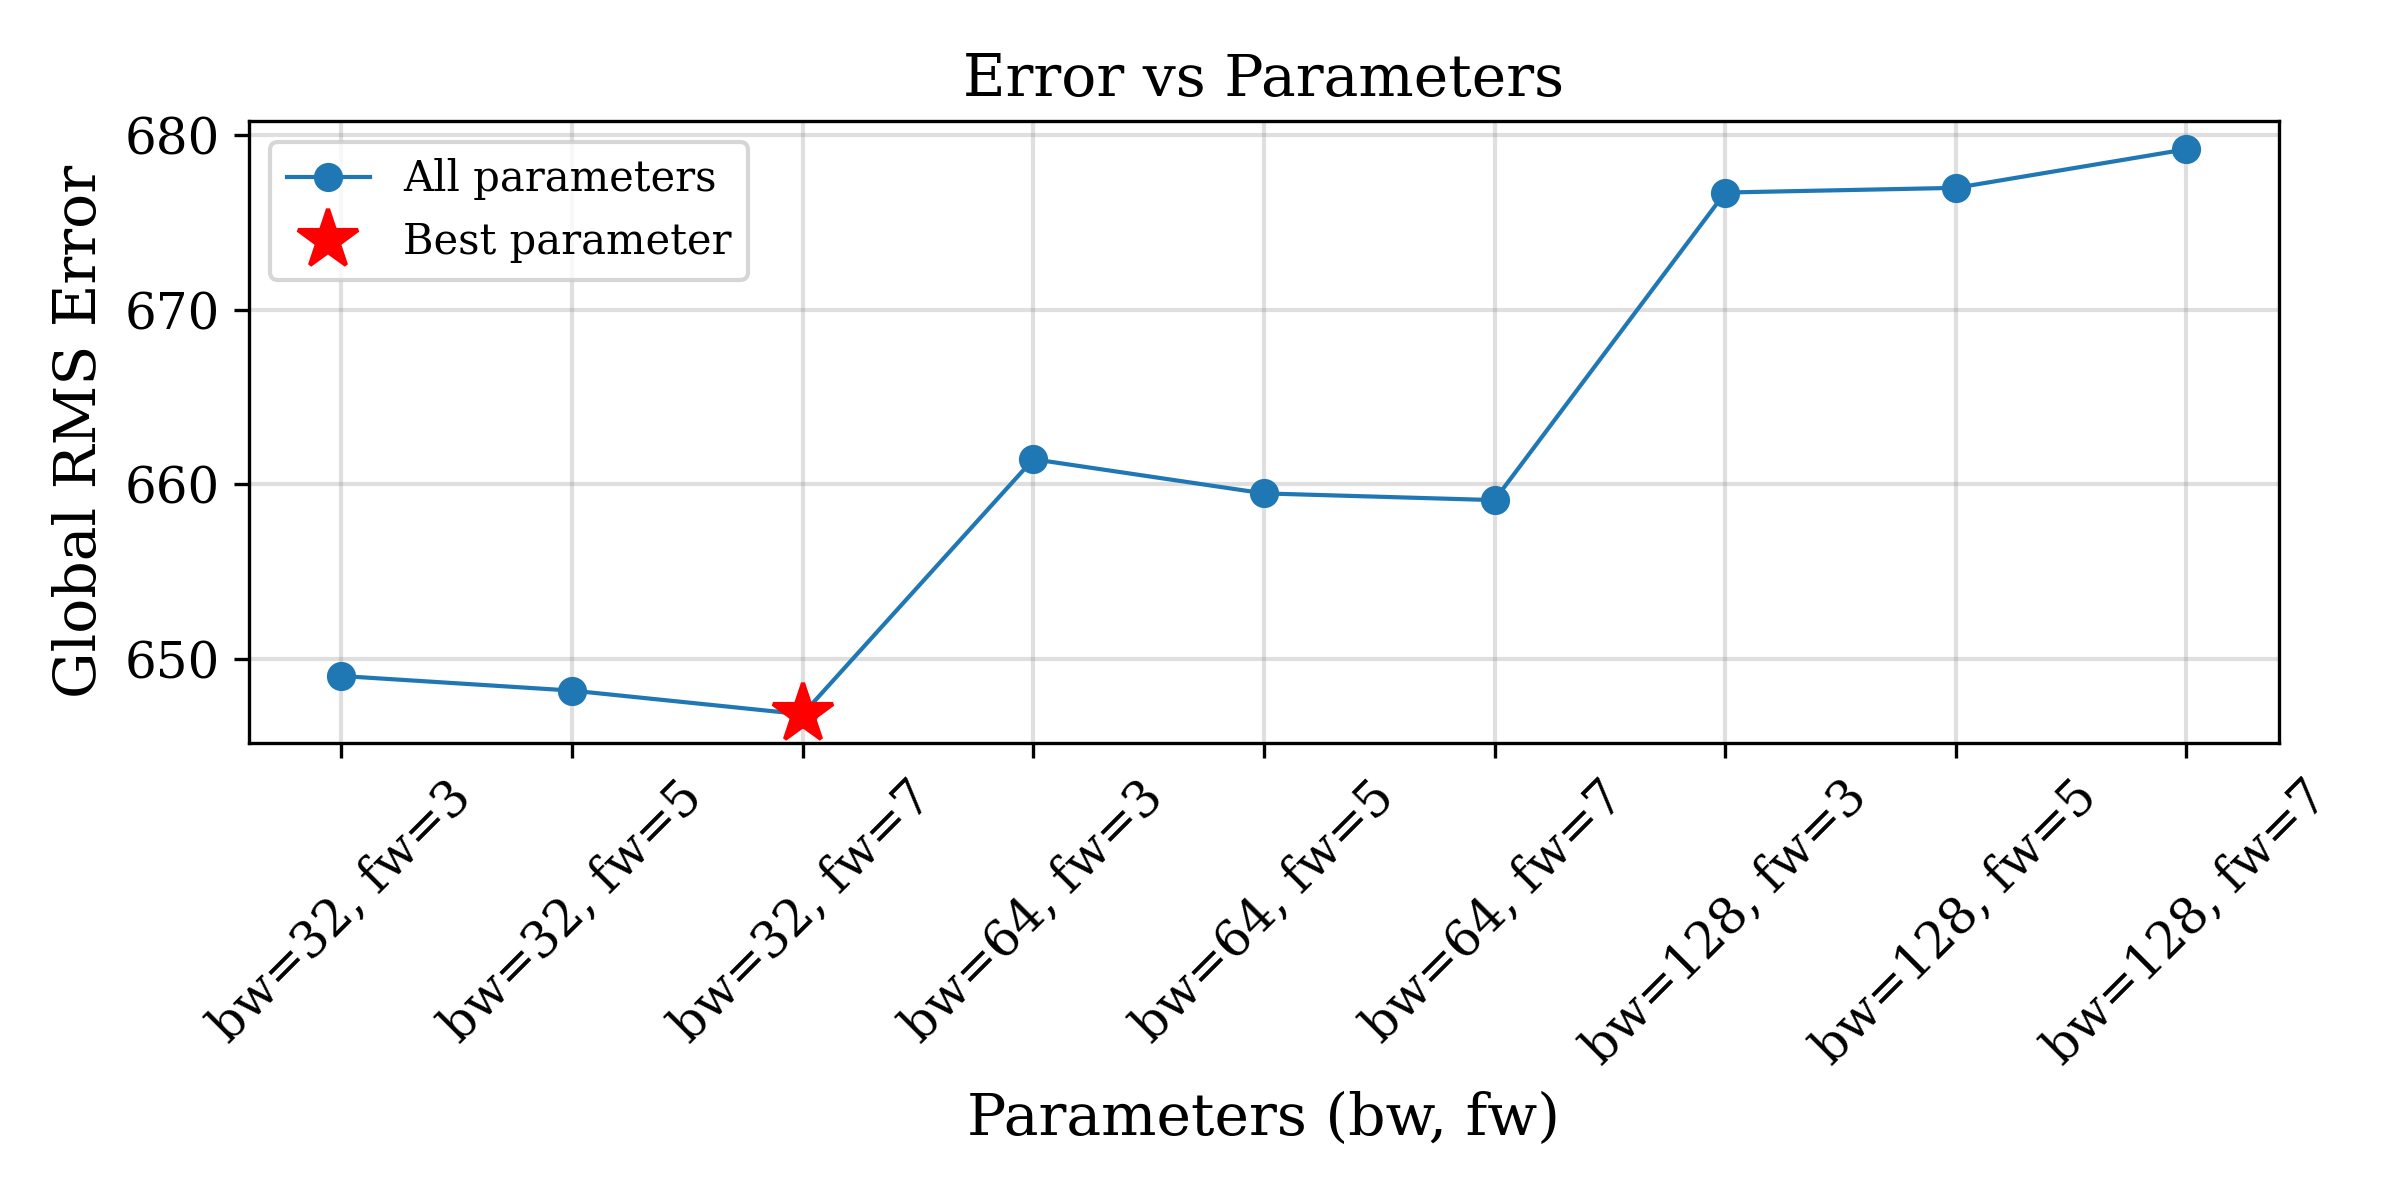 Error vs Parameters
Global RMS Error
680
670
660
650
All parameters
Best parameter
bw=32, fw=3
bw=32, fw=5
bw=32, fw=7
bw=64, fw=3
bw=64, fw=5
bw=64, fw=7
bw=128, fw=3
bw=128, fw=5
bw=128, fw=7
Parameters (bw, fw)